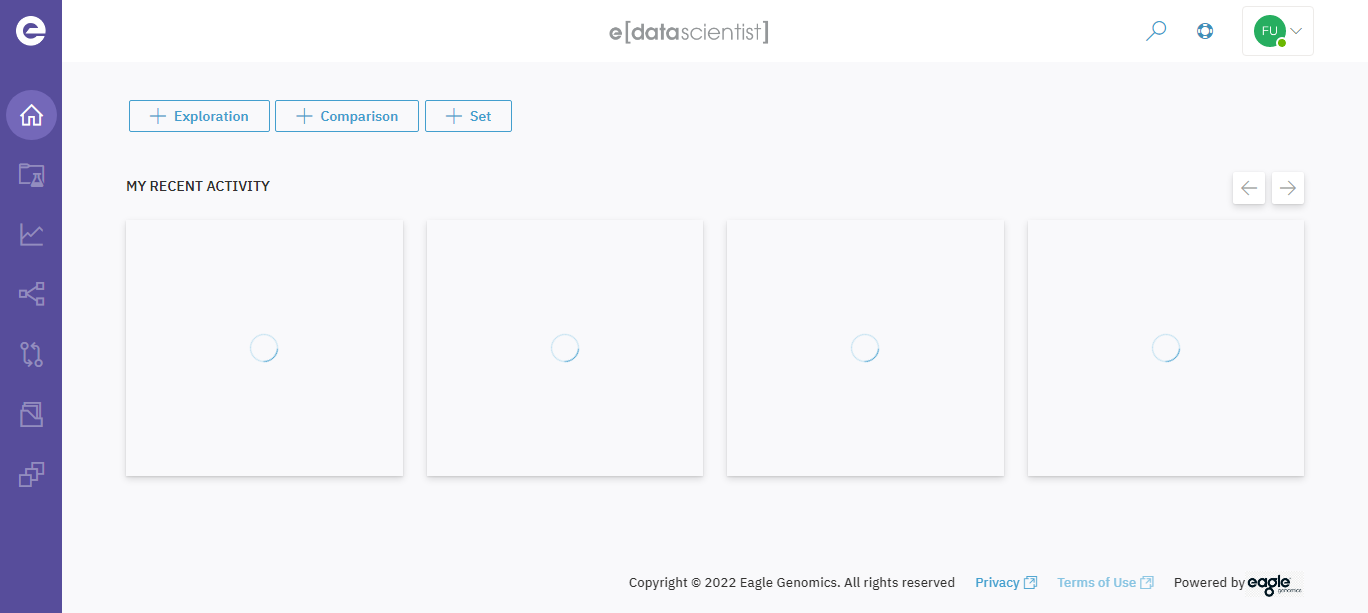 e
e[datascientist]
FU
Exploration
Comparison
Set
MY RECENT ACTIVITY
Copyright © 2022 Eagle Genomics. All rights reserved
Privacy
Terms of Use
Powered by eagle genomics